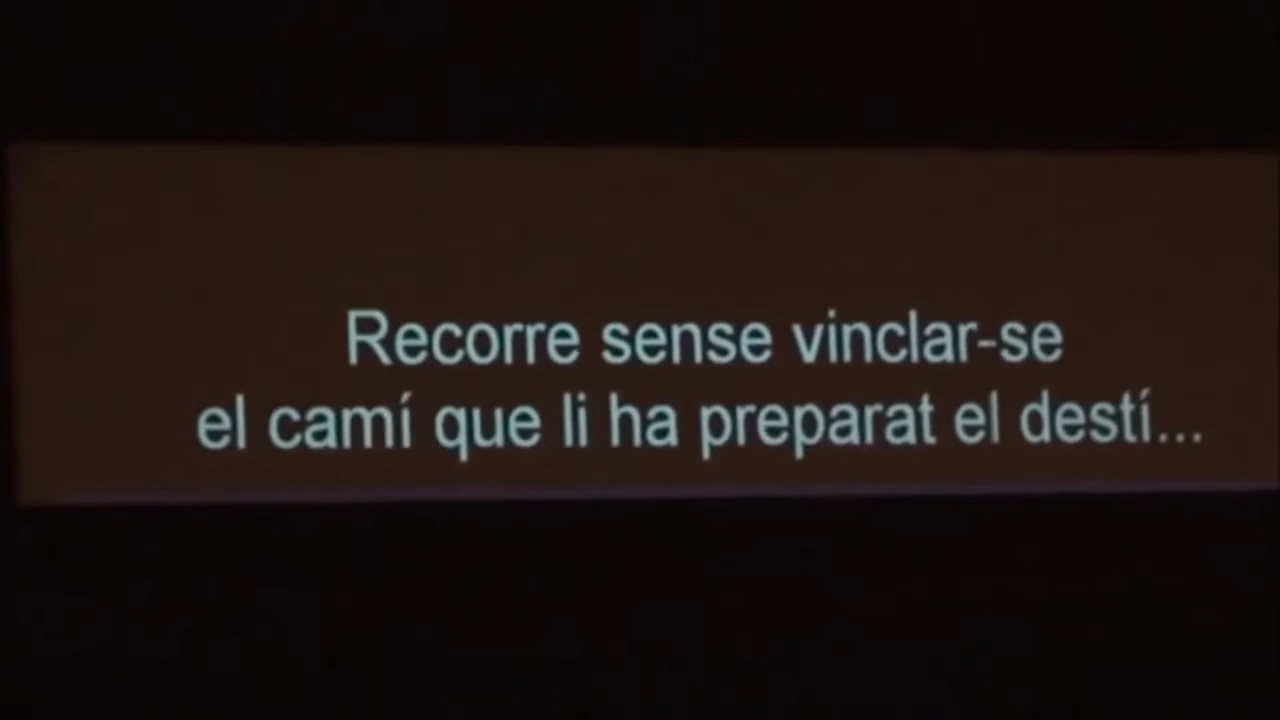 Recorre sense vinclar-se
el camí que li ha preparat el destí...